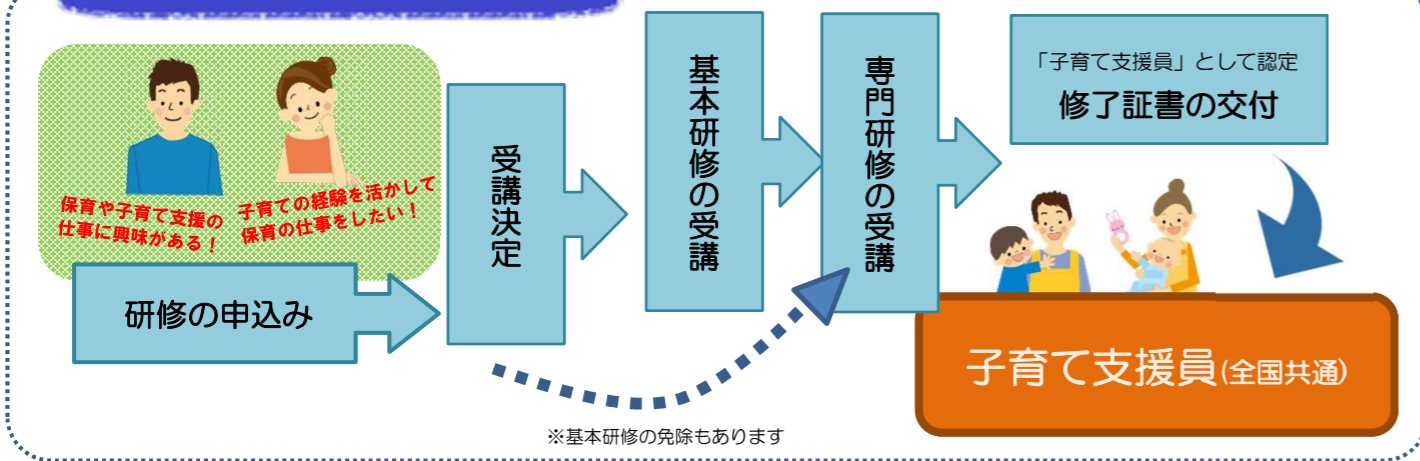 保育や子育て支援の
仕事に興味がある！
子育ての経験を活かして
保育の仕事をしたい！
研修の申込み
受講決定
基本研修の受講
専門研修の受講
「子育て支援員」として認定
修了証書の交付
子育て支援員(全国共通)
※基本研修の免除もあります